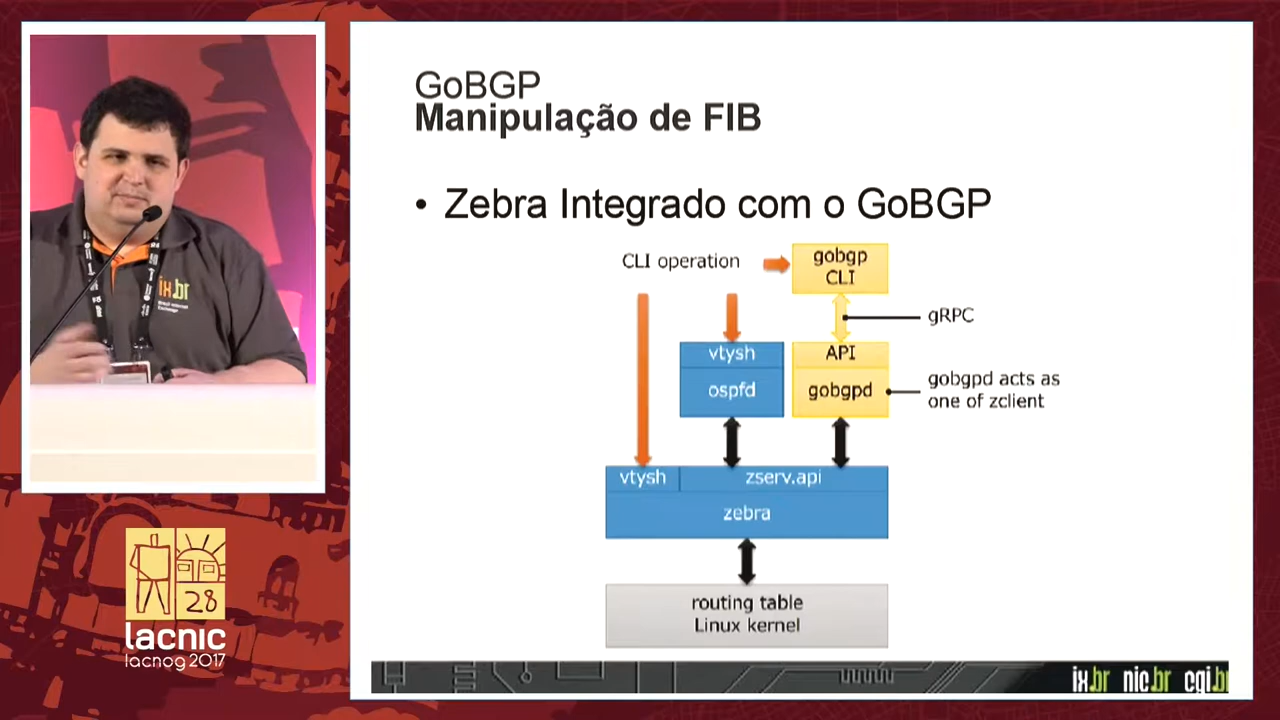 GoBGP
Manipulação de FIB
• Zebra Integrado com o GoBGP
CLI operation
gobgp
CLI
gRPC
vtysh
ospfd
API
gobgpd
gobgpd acts as
one of zclient
vtysh
zserv.api
zebra
routing table
Linux kernel
ix.br nic.br cgi.br
ix.br
28
lacnic
lacnog 2017